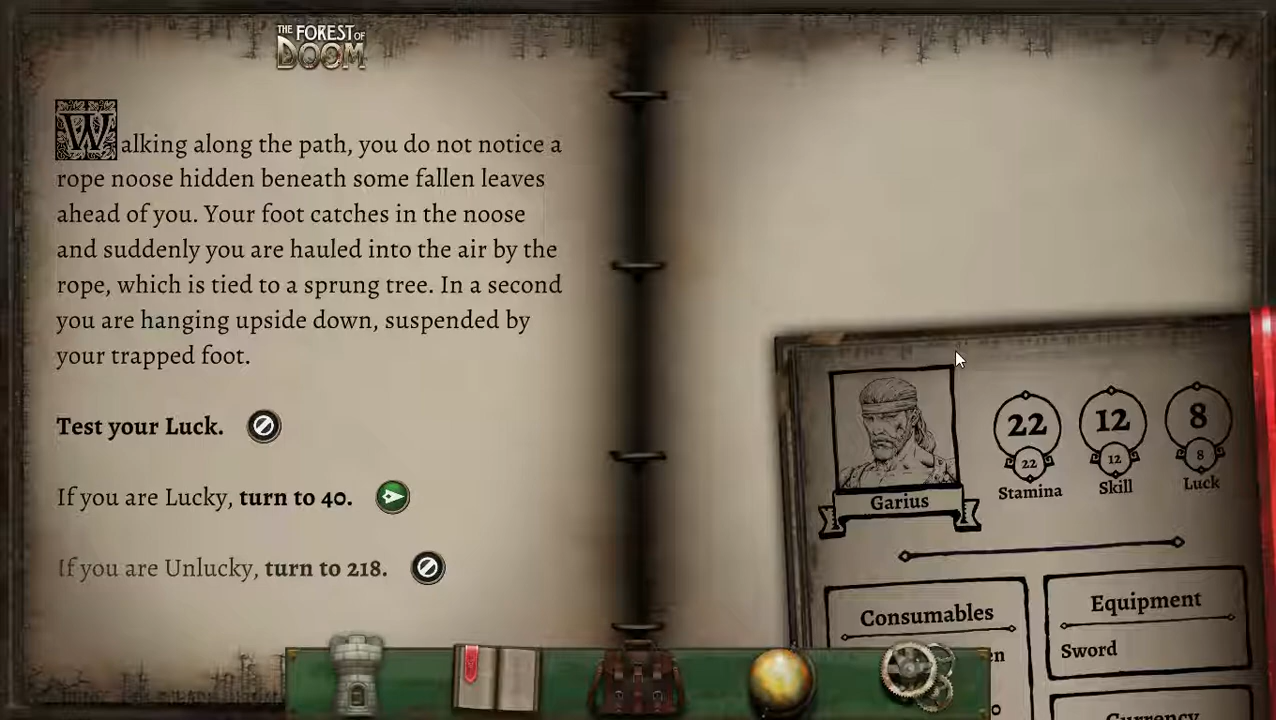 THE FOREST OF
DOOM
Walking along the path, you do not notice a
rope noose hidden beneath some fallen leaves
ahead of you. Your foot catches in the noose
and suddenly you are hauled into the air by the
rope, which is tied to a sprung tree. In a second
you are hanging upside down, suspended by
your trapped foot.
Test your Luck.
If you are Lucky, turn to 40.
If you are Unlucky, turn to 218.
22 12 8
22 12 8
Stamina Skill Luck
Garius
Consumables
Equipment
Sword
Currency